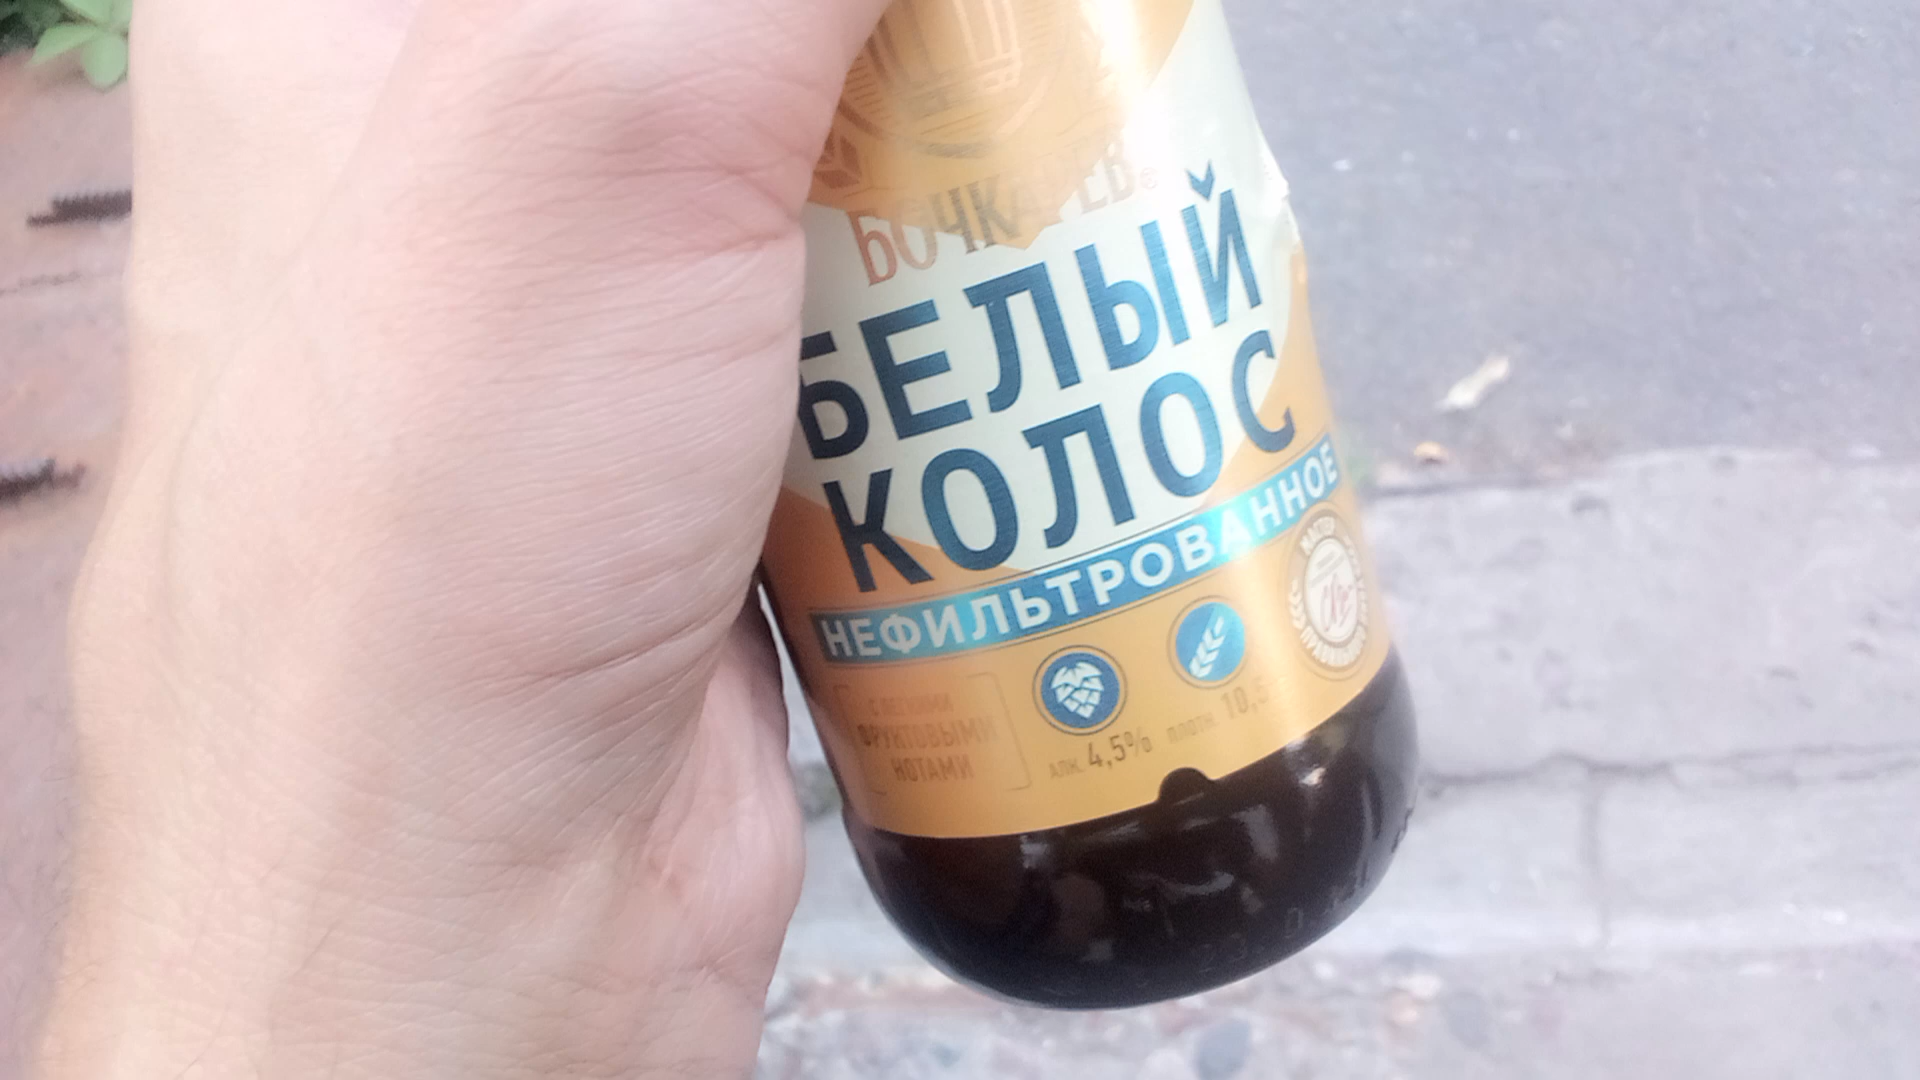 БОЧКАРЕВ
БЕЛЫЙ
КОЛОС
НЕФИЛЬТРОВАННОЕ
С ЛЕГКИМИ
ФРУКТОВЫМИ
НОТАМИ
АЛК. 4,5% ПЛОТН. 10,5